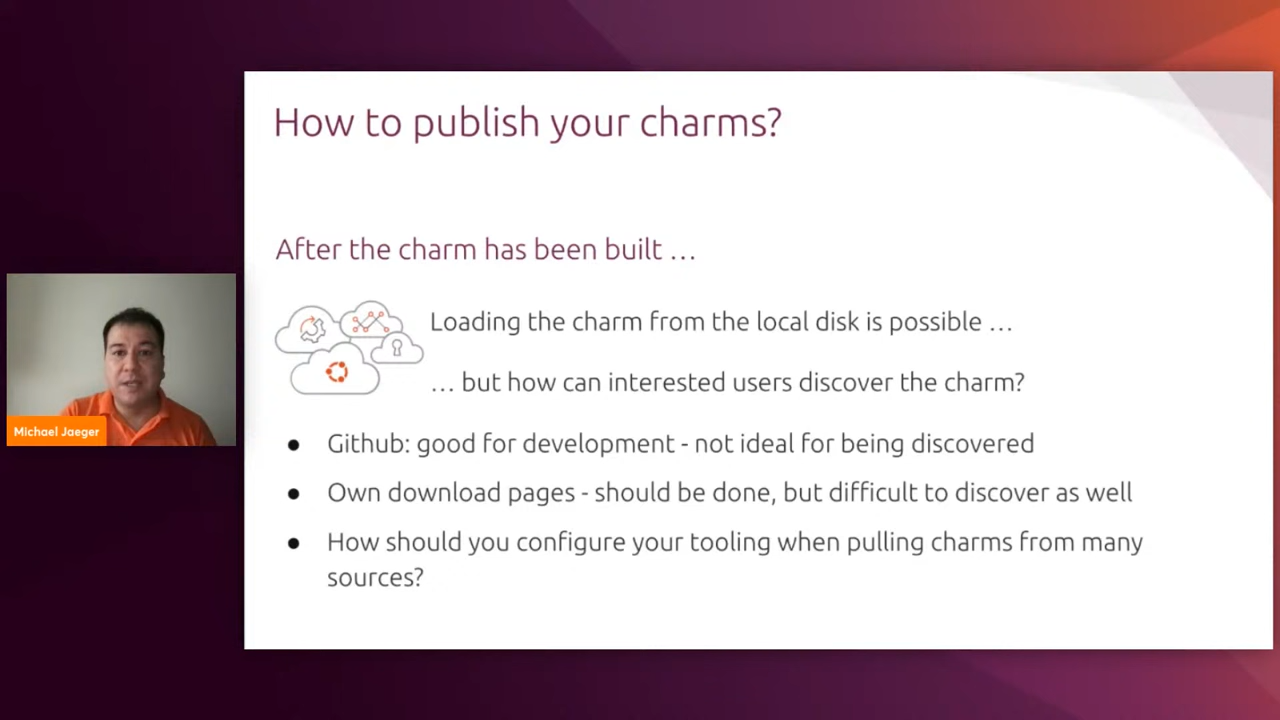 How to publish your charms?
After the charm has been built …
Loading the charm from the local disk is possible …
… but how can interested users discover the charm?
● Github: good for development - not ideal for being discovered
● Own download pages - should be done, but difficult to discover as well
● How should you configure your tooling when pulling charms from many
sources?
Michael Jaeger